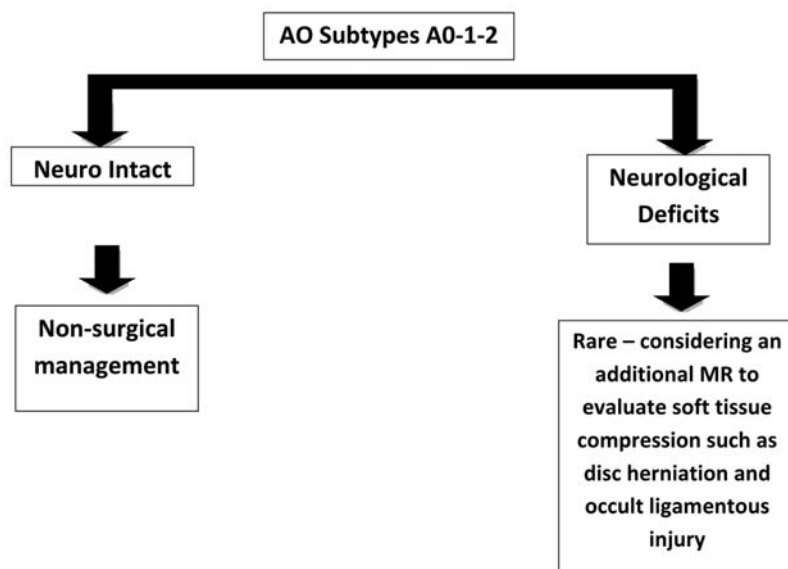 AO Subtypes A0-1-2
Neuro Intact
Neurological
Deficits
Non-surgical
management
Rare – considering an
additional MR to
evaluate soft tissue
compression such as
disc herniation and
occult ligamentous
injury